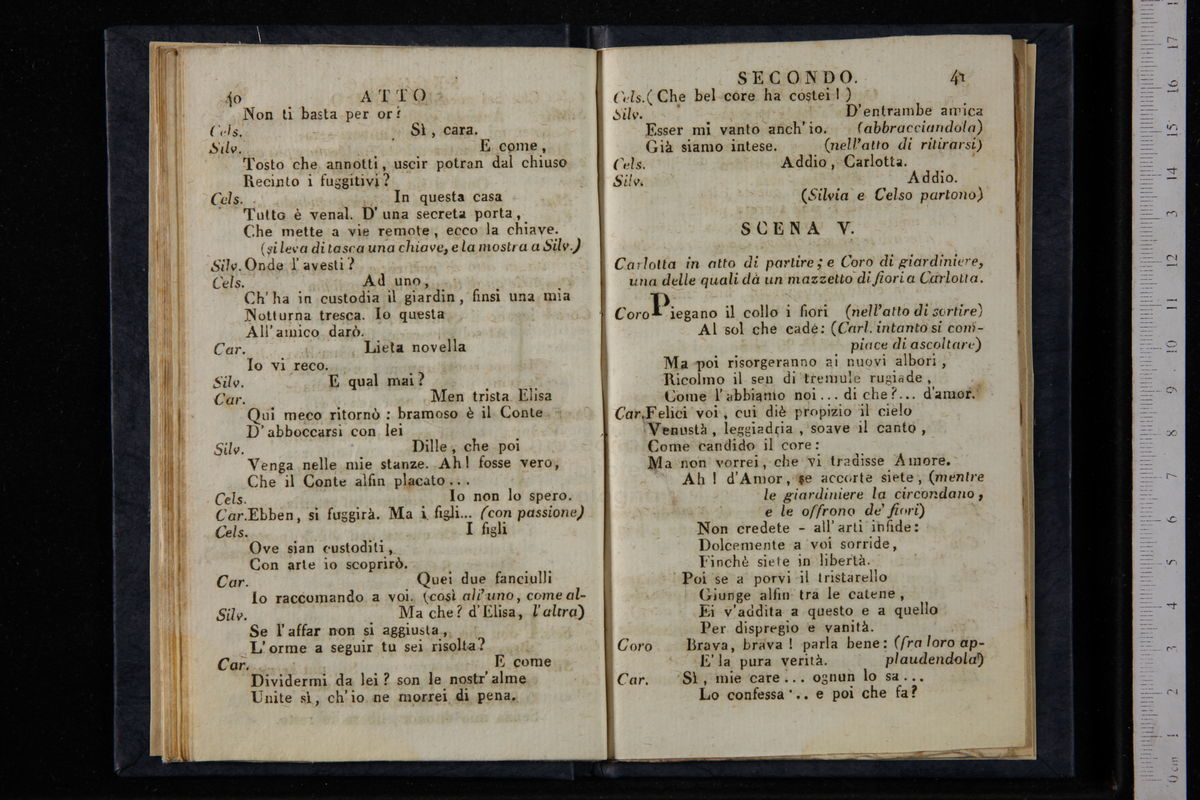 40 ATTO
Non ti basta per or?
Cels. Sì, cara.
Silv. E come,
Tosto che annotti, uscir potran dal chiuso
Recinto i fuggitivi?
Cels. In questa casa
Tutto è venal. D'una secreta porta,
Che mette a vie remote, ecco la chiave.
(si leva di tasca una chiave, e la mostra a Silv.)
Silv. Onde l'avesti?
Cels. Ad uno,
Ch'ha in custodia il giardin, finsi una mia
Notturna tresca. Io questa
All'amico darò.
Car. Lieta novella
Io vi reco.
Silv. E qual mai?
Car. Men trista Elisa
Qui meco ritornò: bramoso è il Conte
D'abboccarsi con lei
Silv. Dille, che poi
Venga nelle mie stanze. Ah! fosse vero,
Che il Conte alfin placato...
Cels. Io non lo spero.
Car. Ebben, si fuggirà. Ma i figli... (con passione)
Cels. I figli
Ove sian custoditi,
Con arte io scoprirò.
Car. Quei due fanciulli
Io raccomando a voi. (così all'uno, come al-
Silv. Ma che? d'Elisa, l'altra)
Se l'affar non si aggiusta,
L'orme a seguir tu sei risolta?
Car. E come
Dividermi da lei? son le nostr'alme
Unite sì, ch'io ne morrei di pena.
SECONDO. 41
Cels. (Che bel core ha costei!)
Silv. D'entrambe amica
Esser mi vanto anch'io. (abbracciandola)
Già siamo intese. (nell'atto di ritirarsi)
Cels. Addio, Carlotta.
Silv. Addio.
(Silvia e Celso partono)
SCENA V.
Carlotta in atto di partire; e Coro di giardiniere,
una delle quali dà un mazzetto di fiori a Carlotta.
Coro Piegano il collo i fiori (nell'atto di sortire)
Al sol che cade: (Carl. intanto si com-
piace di ascoltare)
Ma poi risorgeranno ai nuovi albori,
Ricolmo il sen di tremule rugiade,
Come l'abbiamo noi... di che?... d'amor.
Car. Felici voi, cui diè propizio il cielo
Venustà, leggiadria, soave il canto,
Come candido il core:
Ma non vorrei, che vi tradisse Amore.
Ah! d'Amor, se accorte siete, (mentre
le giardiniere la circondano,
e le offrono de' fiori)
Non credete - all'arti infide:
Dolcemente a voi sorride,
Finchè siete in libertà.
Poi se a porvi il tristarello
Giunge alfin tra le catene,
Ei v'addita a questo e a quello
Per dispregio e vanità.
Coro Brava, brava! parla bene: (fra loro ap-
E' la pura verità. plaudendola)
Car. Sì, mie care... ognun lo sa...
Lo confessa... e poi che fa?